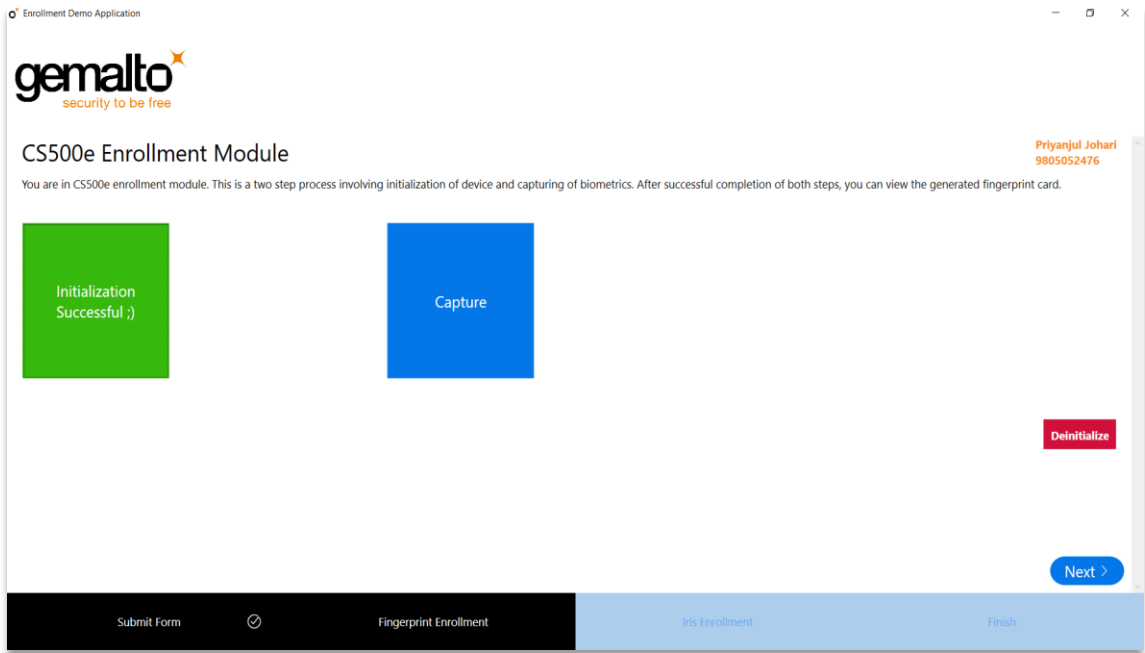 Enrollment Demo Application
gemalto
security to be free
CS500e Enrollment Module
Priyanjul Johari
9805052476
You are in CS500e enrollment module. This is a two step process involving initialization of device and capturing of biometrics. After successful completion of both steps, you can view the generated fingerprint card.
Initialization
Successful ;)
Capture
Deinitialize
Next >
Submit Form
Fingerprint Enrollment
Iris Enrollment
Finish